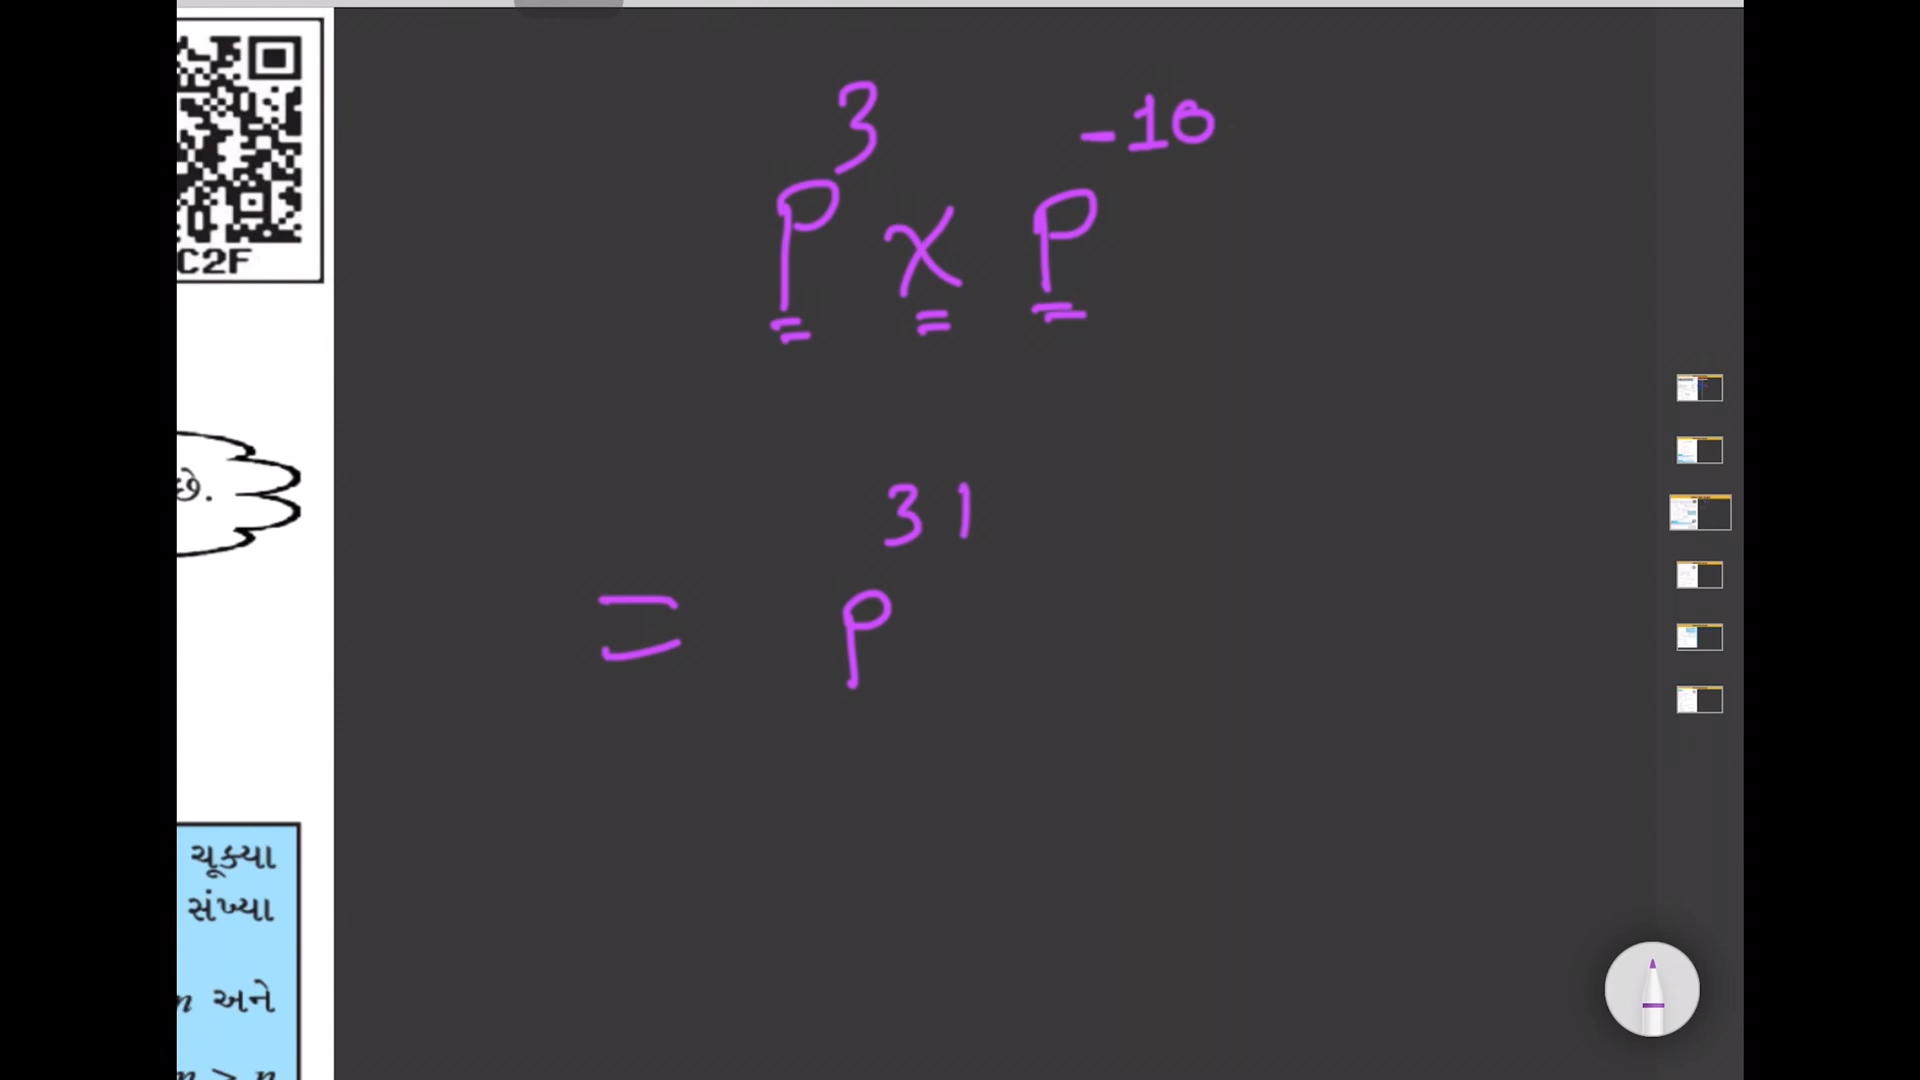 C2F
P³ x P⁻¹⁰
છે.
= P³¹
ચૂક્યા
સંખ્યા
n અને
m > n